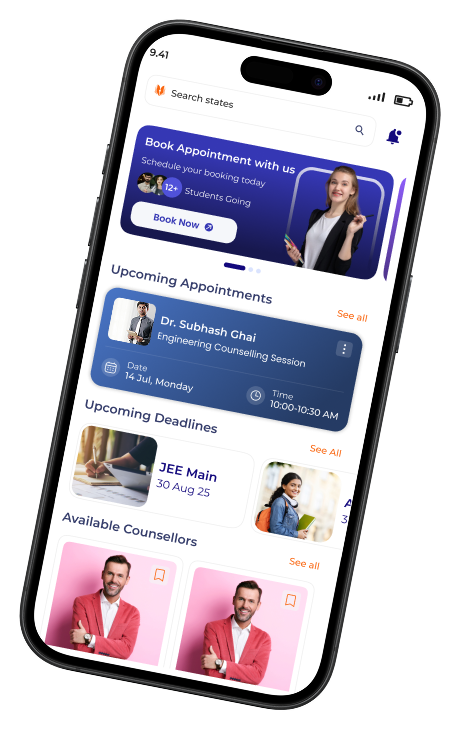 9.41
Search states
Book Appointment with us
Schedule your booking today
12+ Students Going
Book Now
Upcoming Appointments
See all
Dr. Subhash Ghai
Engineering Counselling Session
Date
14 Jul, Monday
Time
10:00-10:30 AM
Upcoming Deadlines
See All
JEE Main
30 Aug 25
A
3
Available Counsellors
See all